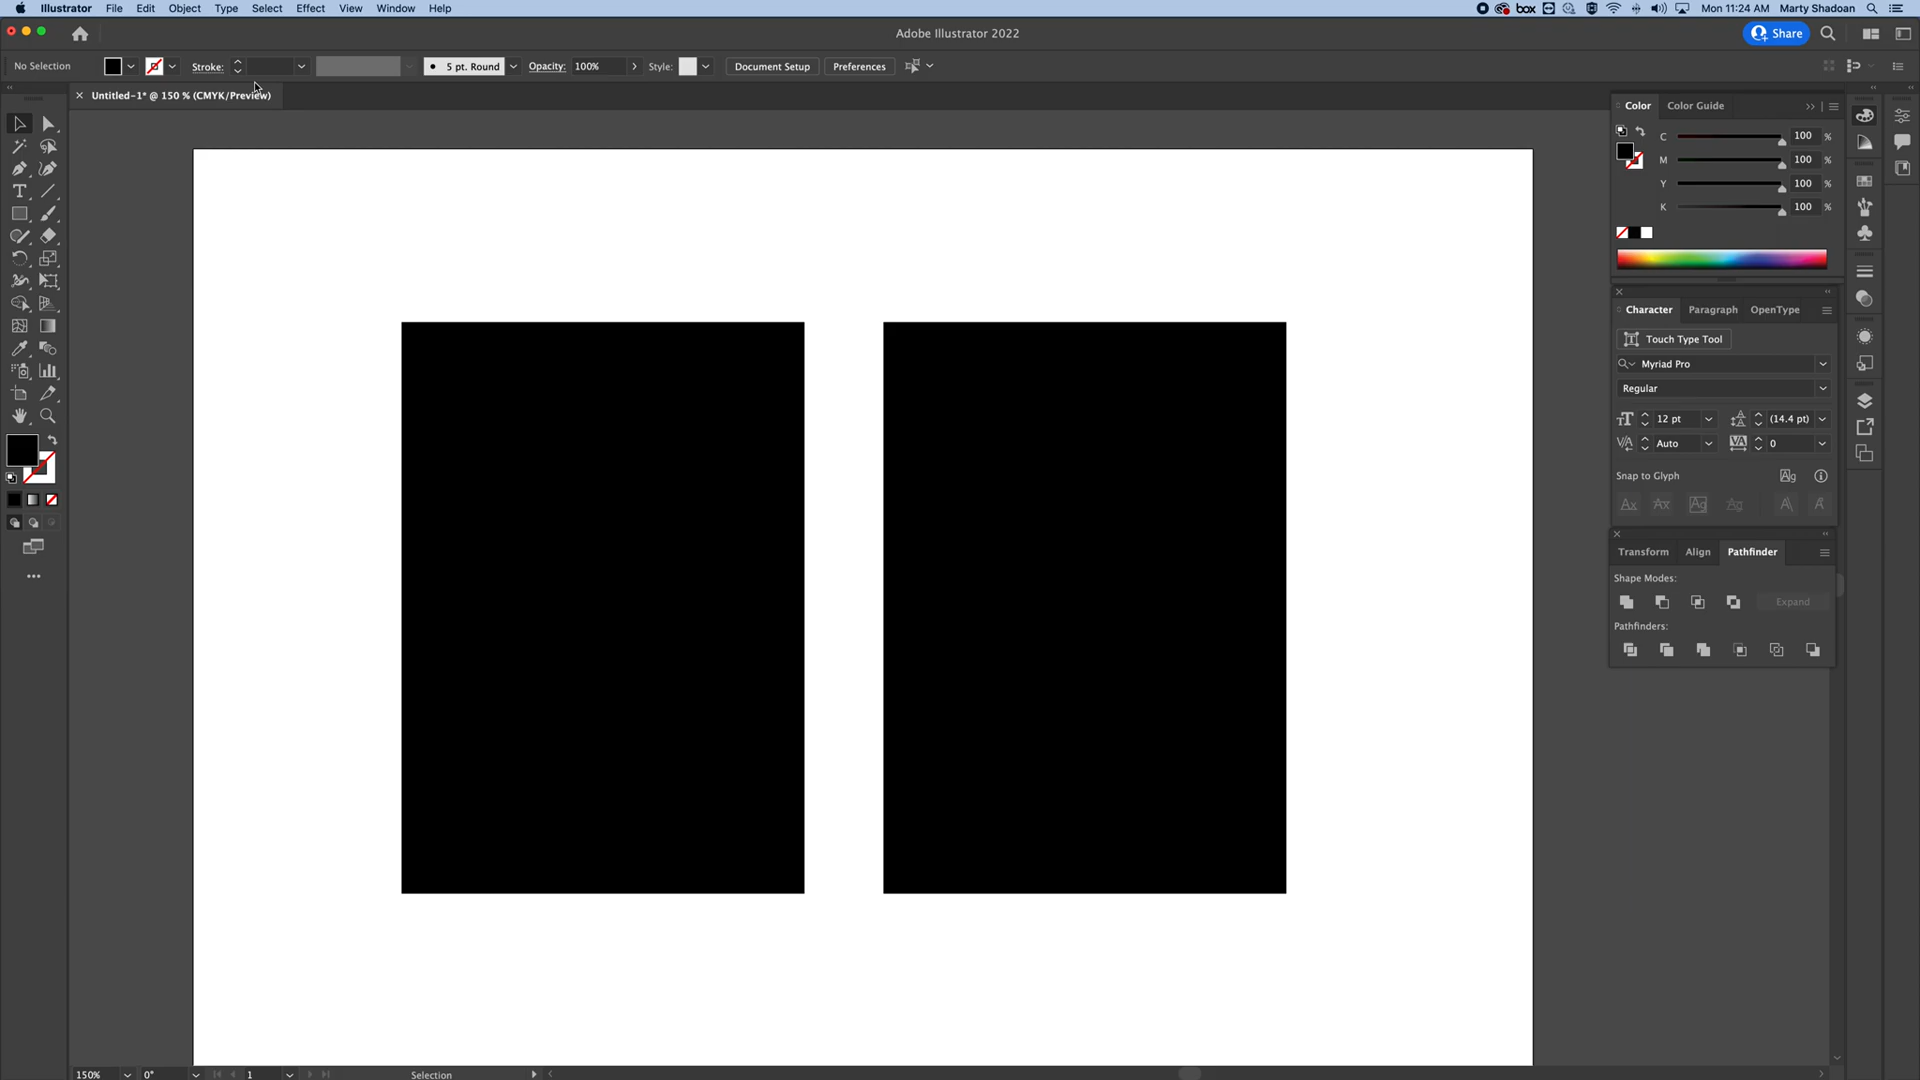 Illustrator File Edit Object Type Select Effect View Window Help
box Mon 11:24 AM Marty Shadoan
Adobe Illustrator 2022
Share
No Selection Stroke: 5 pt. Round Opacity: 100% Style: Document Setup Preferences
Untitled-1* @ 150 % (CMYK/Preview)
Color Color Guide
C 100 %
M 100 %
Y 100 %
K 100 %
Character Paragraph OpenType
Touch Type Tool
Myriad Pro
Regular
12 pt (14.4 pt)
Auto 0
Snap to Glyph
Transform Align Pathfinder
Shape Modes:
Expand
Pathfinders:
150% 0° 1 Selection